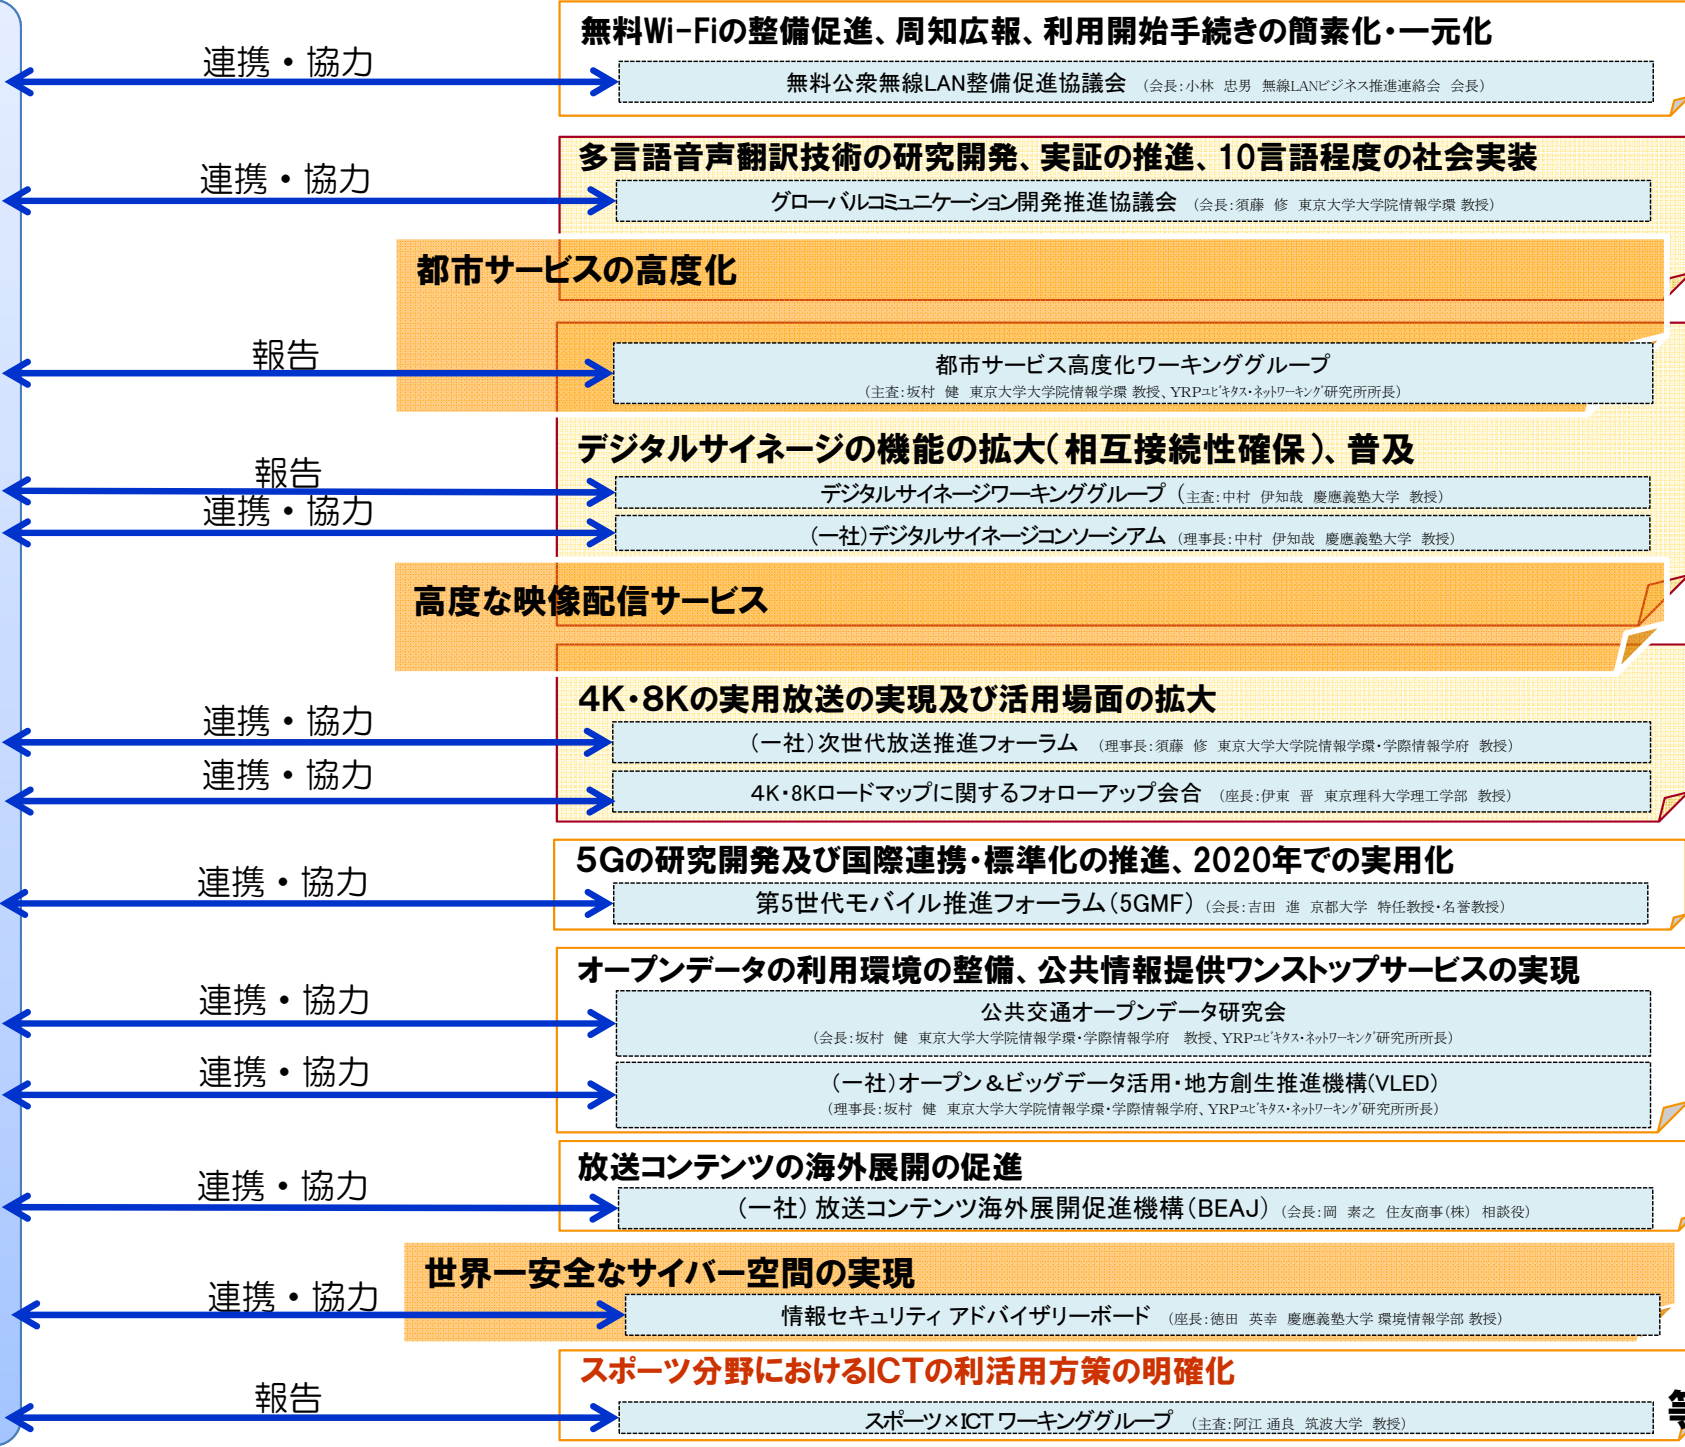 無料Wi-Fiの整備促進、周知広報、利用開始手続きの簡素化・一元化
連携・協力
無料公衆無線LAN整備促進協議会 (会長:小林 忠男 無線LANビジネス推進連絡会 会長)
多言語音声翻訳技術の研究開発、実証の推進、10言語程度の社会実装
連携・協力
グローバルコミュニケーション開発推進協議会 (会長:須藤 修 東京大学大学院情報学環 教授)
都市サービスの高度化
報告
都市サービス高度化ワーキンググループ
(主査:坂村 健 東京大学大学院情報学環 教授、YRPユビキタス・ネットワーキング研究所所長)
デジタルサイネージの機能の拡大(相互接続性確保)、普及
報告
デジタルサイネージワーキンググループ (主査:中村 伊知哉 慶應義塾大学 教授)
連携・協力
(一社)デジタルサイネージコンソーシアム (理事長:中村 伊知哉 慶應義塾大学 教授)
高度な映像配信サービス
4K・8Kの実用放送の実現及び活用場面の拡大
連携・協力
(一社)次世代放送推進フォーラム (理事長:須藤 修 東京大学大学院情報学環・学際情報学府 教授)
連携・協力
4K・8Kロードマップに関するフォローアップ会合 (座長:伊東 晋 東京理科大学理工学部 教授)
5Gの研究開発及び国際連携・標準化の推進、2020年での実用化
連携・協力
第5世代モバイル推進フォーラム(5GMF) (会長:吉田 進 京都大学 特任教授・名誉教授)
オープンデータの利用環境の整備、公共情報提供ワンストップサービスの実現
連携・協力
公共交通オープンデータ研究会
(会長:坂村 健 東京大学大学院情報学環・学際情報学府 教授、YRPユビキタス・ネットワーキング研究所所長)
連携・協力
(一社)オープン&ビッグデータ活用・地方創生推進機構(VLED)
(理事長:坂村 健 東京大学大学院情報学環・学際情報学府、YRPユビキタス・ネットワーキング研究所所長)
放送コンテンツの海外展開の促進
連携・協力
(一社) 放送コンテンツ海外展開促進機構(BEAJ) (会長:岡 素之 住友商事(株) 相談役)
世界一安全なサイバー空間の実現
連携・協力
情報セキュリティ アドバイザリーボード (座長:徳田 英幸 慶應義塾大学 環境情報学部 教授)
スポーツ分野におけるICTの利活用方策の明確化
報告
スポーツ×ICT ワーキンググループ (主査:阿江 通良 筑波大学 教授)